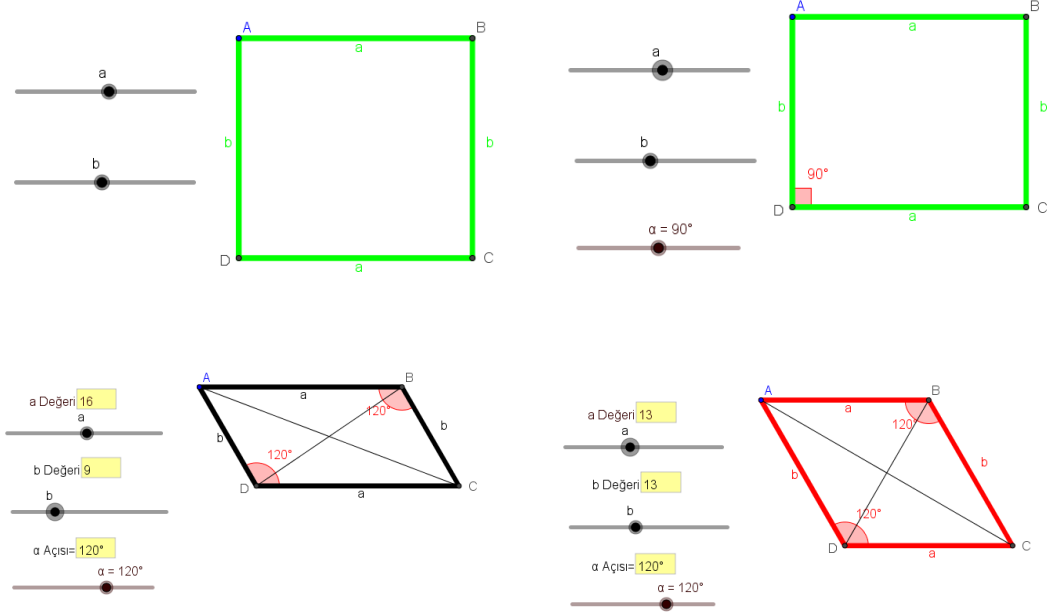 A
B
a
a
b
b
b
D
C
a
A
B
a
a
b
b
b
90°
D
C
a
α = 90°
a Değeri 16
a
b Değeri 9
b
α Açısı= 120°
α = 120°
A
B
a
120°
b
b
120°
D
C
a
a Değeri 13
a
b Değeri 13
b
α Açısı= 120°
α = 120°
A
B
a
120
b
b
120°
D
C
a